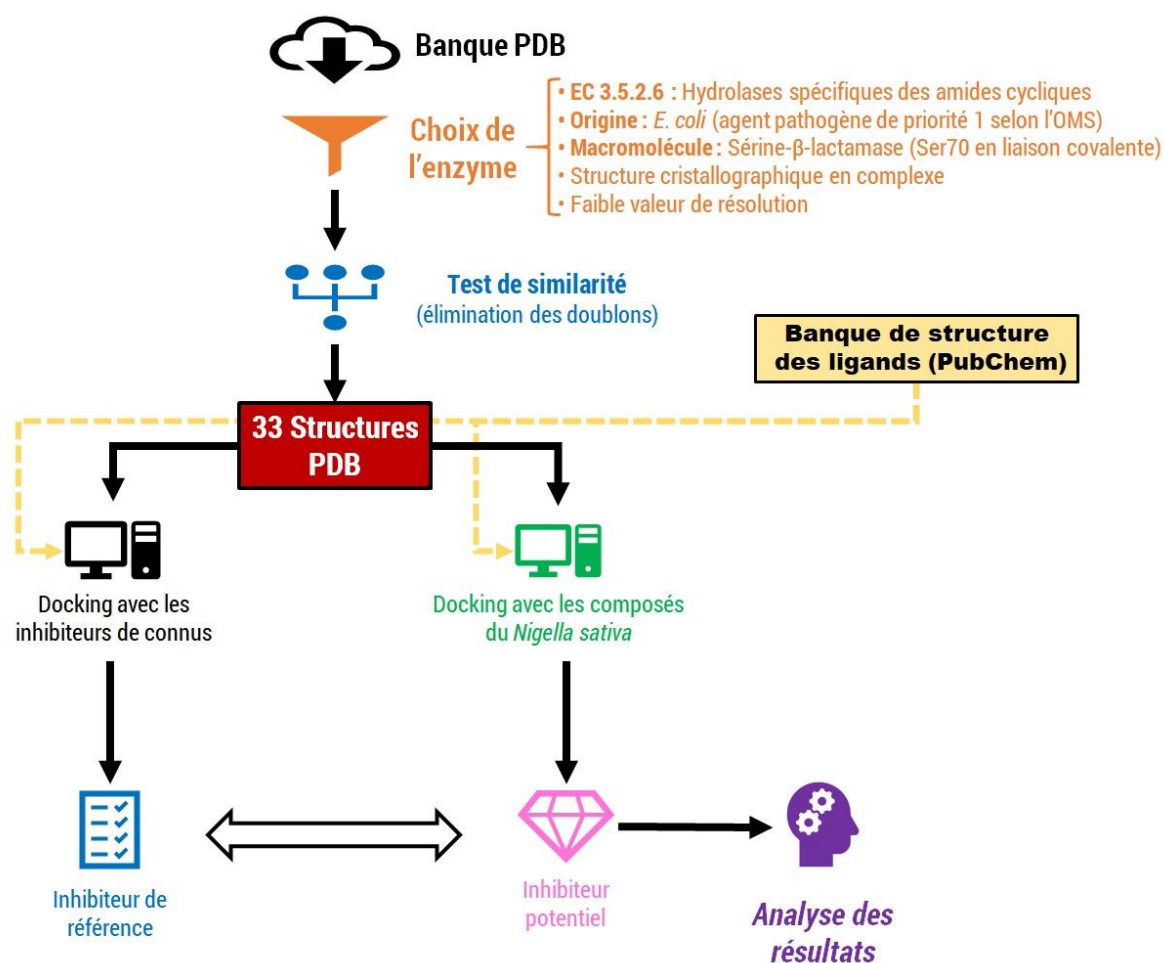 Banque PDB
Choix de
l'enzyme
• EC 3.5.2.6 : Hydrolases spécifiques des amides cycliques
• Origine : E. coli (agent pathogène de priorité 1 selon l'OMS)
• Macromolécule : Sérine-β-lactamase (Ser70 en liaison covalente)
• Structure cristallographique en complexe
• Faible valeur de résolution
Test de similarité
(élimination des doublons)
Banque de structure
des ligands (PubChem)
33 Structures
PDB
Docking avec les
inhibiteurs de connus
Docking avec les composés
du Nigella sativa
Inhibiteur de
référence
Inhibiteur
potentiel
Analyse des
résultats